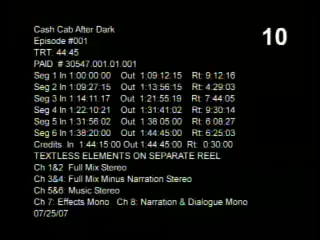 Cash Cab After Dark
10
Episode #001
TRT: 44:45
PAID # 30547.001.01.001
Seg 1 In 1:00:00:00 Out 1:09:12:15 Rt: 9:12:16
Seg 2 In 1:09:27:15 Out 1:13:56:15 Rt: 4:29:03
Seg 3 In 1:14:11:17 Out 1:21:55:19 Rt: 7:44:05
Seg 4 In 1:22:10:21 Out 1:31:41:02 Rt: 9:30:14
Seg 5 In 1:31:56:02 Out 1:38:05:00 Rt: 6:08:27
Seg 6 In 1:38:20:00 Out 1:44:45:00 Rt: 6:25:03
Credits In 1:44:15:00 Out 1:44:45:00 Rt: 0:30:00
TEXTLESS ELEMENTS ON SEPARATE REEL
Ch 1&2 Full Mix Stereo
Ch 3&4: Full Mix Minus Narration Stereo
Ch 5&6: Music Stereo
Ch 7: Effects Mono Ch 8: Narration & Dialogue Mono
07/25/07